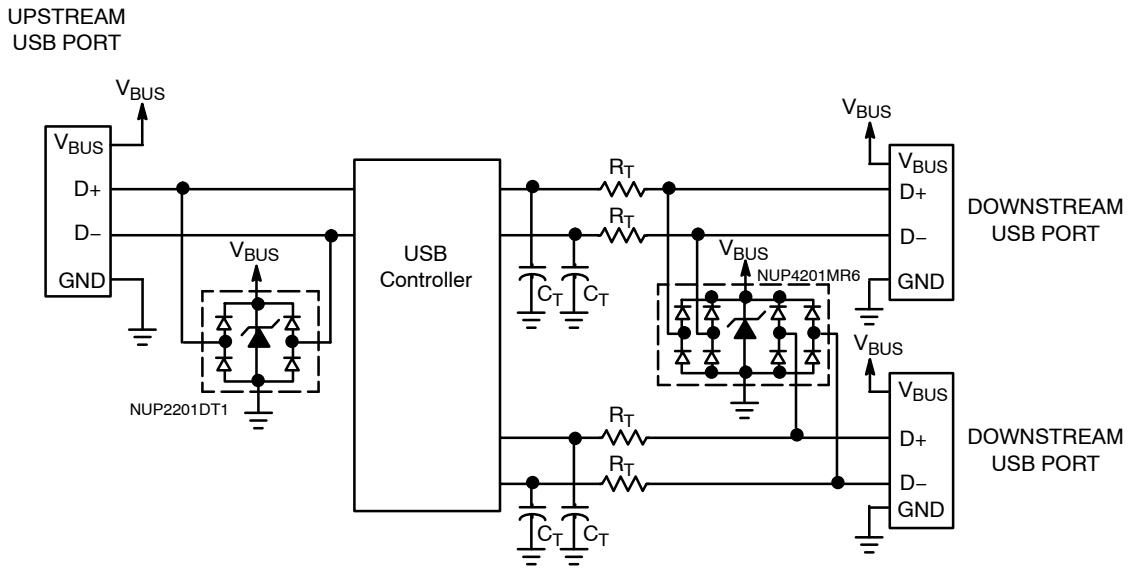 UPSTREAM
USB PORT
VBUS
VBUS
D+
D−
GND
VBUS
NUP2201DT1
USB
Controller
RT
RT
CT
CT
VBUS
NUP4201MR6
VBUS
VBUS
D+
D−
GND
DOWNSTREAM
USB PORT
RT
RT
CT
CT
VBUS
VBUS
D+
D−
GND
DOWNSTREAM
USB PORT